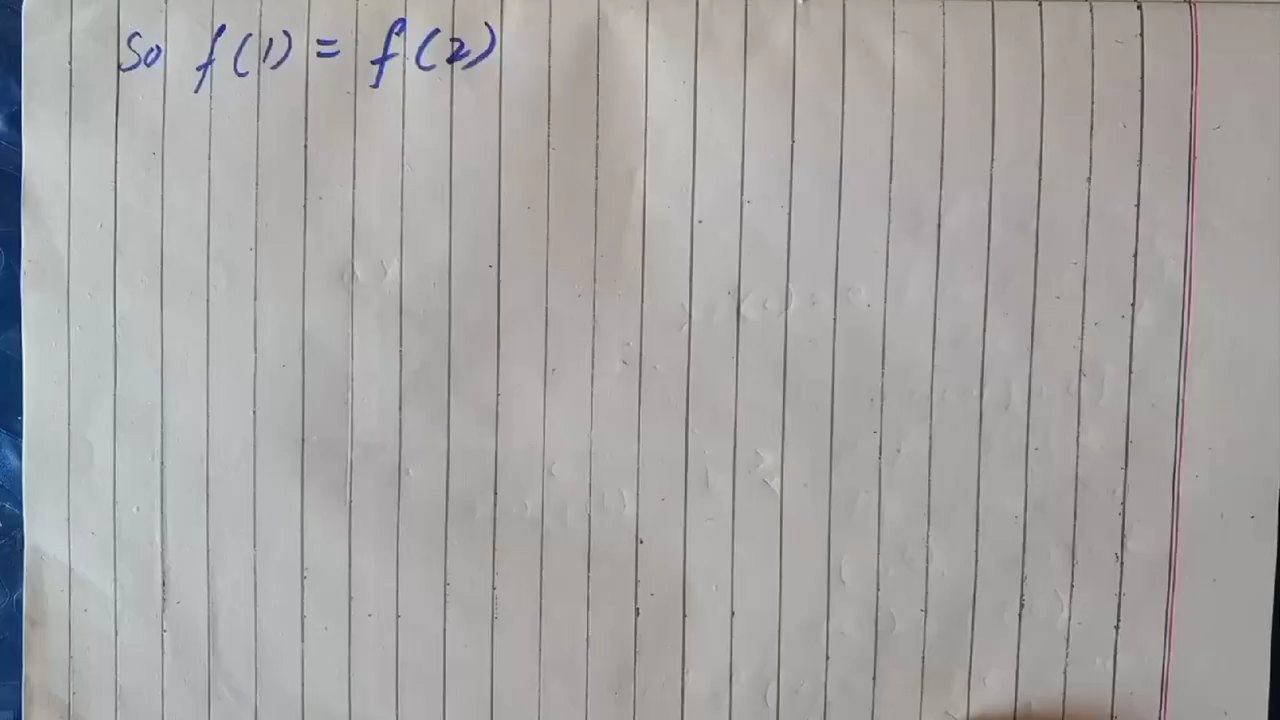 So f(1) = f(2)